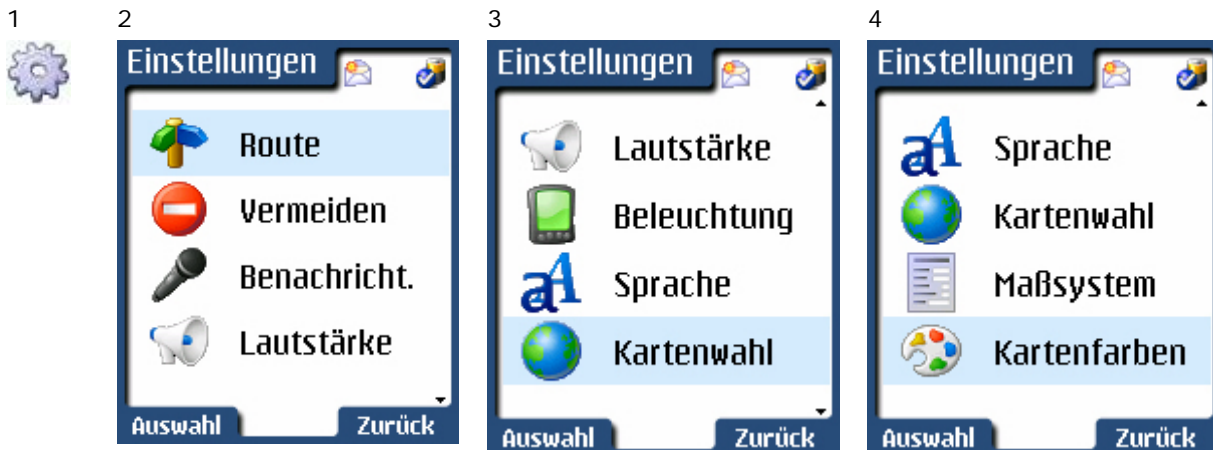 1
2
3
4
Einstellungen
Route
Vermeiden
Benachricht.
Lautstärke
Auswahl
Zurück
Einstellungen
Lautstärke
Beleuchtung
Sprache
Kartenwahl
Auswahl
Zurück
Einstellungen
Sprache
Kartenwahl
Maßsystem
Kartenfarben
Auswahl
Zurück